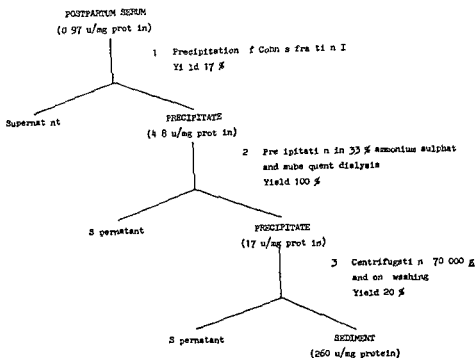 POSTPARTUM SERUM
(0 97 u/mg prot in)
1 Precipitation f Cohn s fra ti n I
Yi ld 17 %
Supernat nt
PRECIPITATE
(4 8 u/mg prot in)
2 Pre ipitati n in 33 % ammonium sulphat
and subs quent dialysis
Yield 100 %
S pernatant
PRECIPITATE
(17 u/mg prot in)
3 Centrifugati n 70 000 g
and on washing
Yield 20 %
S pernatant
SEDIMENT
(260 u/mg protein)